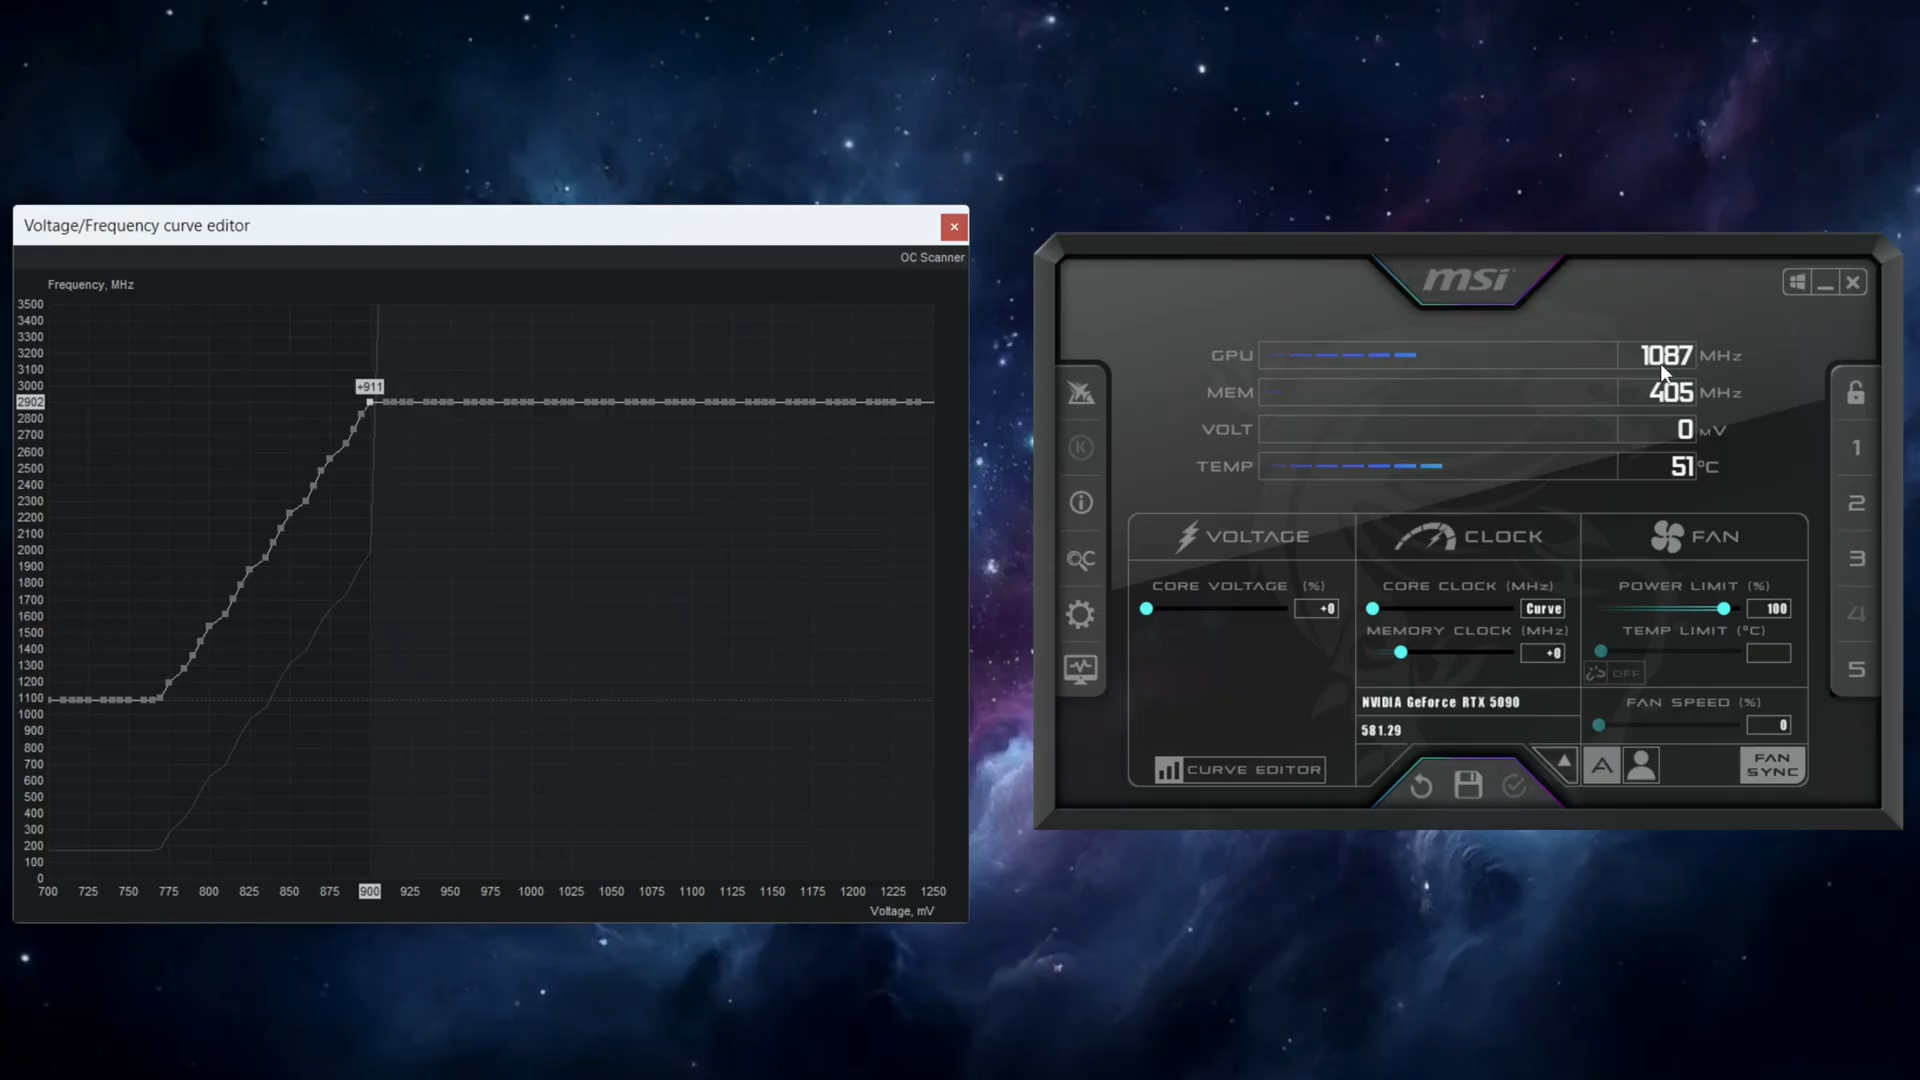 Voltage/Frequency curve editor
OC Scanner
Frequency, MHz
3500
3400
3300
3200
3100
3000
2902
2800
2700
2600
2500
2400
2300
2200
2100
2000
1900
1800
1700
1600
1500
1400
1300
1200
1100
1000
900
800
700
600
500
400
300
200
100
0
+911
700 725 750 775 800 825 850 875 900 925 950 975 1000 1025 1050 1075 1100 1125 1150 1175 1200 1225 1250
Voltage, mV
msi
GPU 1087 MHz
MEM 405 MHz
VOLT 0 mV
TEMP 51 °C
K
OC
1
2
3
4
5
VOLTAGE
CORE VOLTAGE (%)
+0
CURVE EDITOR
CLOCK
CORE CLOCK (MHz)
Curve
MEMORY CLOCK (MHz)
+0
NVIDIA GeForce RTX 5090
581.29
FAN
POWER LIMIT (%)
100
TEMP LIMIT (°C)
OFF
FAN SPEED (%)
0
A
FAN
SYNC